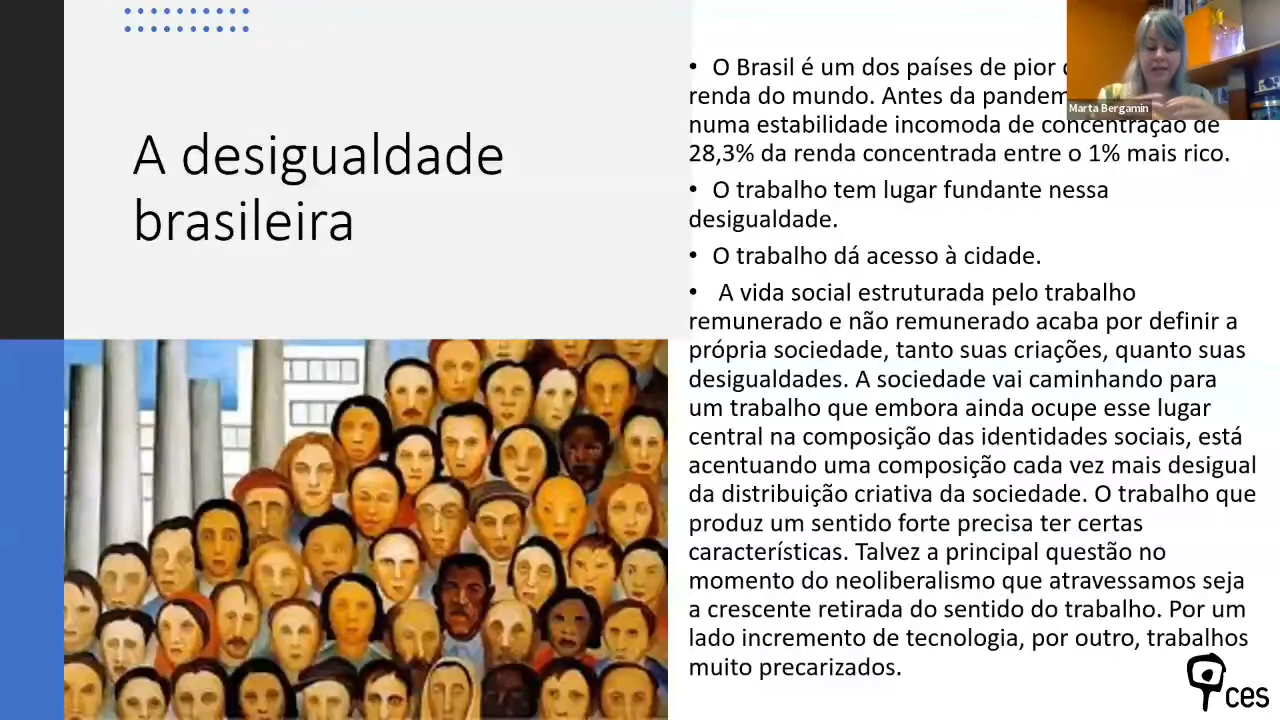 A desigualdade
brasileira
• O Brasil é um dos países de pior
renda do mundo. Antes da
numa estabilidade incomoda de concentração de
28,3% da renda concentrada entre o 1% mais rico.
• O trabalho tem lugar fundante nessa
desigualdade.
• O trabalho dá acesso à cidade.
• A vida social estruturada pelo trabalho
remunerado e não remunerado acaba por definir a
própria sociedade, tanto suas criações, quanto suas
desigualdades. A sociedade vai caminhando para
um trabalho que embora ainda ocupe esse lugar
central na composição das identidades sociais, está
acentuando uma composição cada vez mais desigual
da distribuição criativa da sociedade. O trabalho que
produz um sentido forte precisa ter certas
características. Talvez a principal questão no
momento do neoliberalismo que atravessamos seja
a crescente retirada do sentido do trabalho. Por um
lado incremento de tecnologia, por outro, trabalhos
muito precarizados.
Marta Bergamin
ces